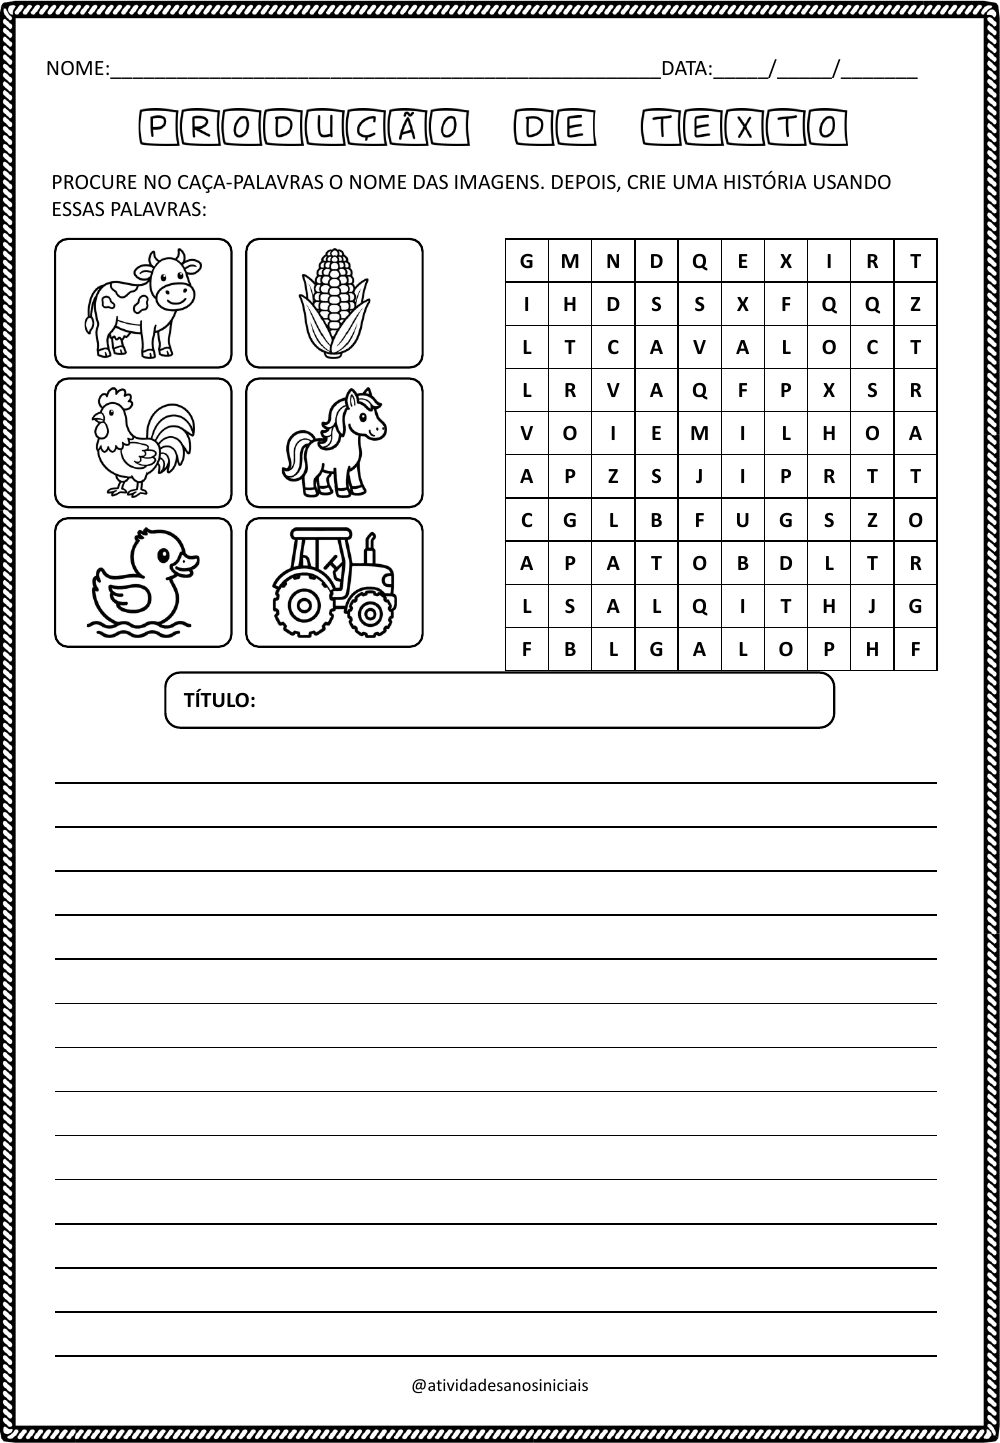 NOME:__________________________________________________DATA:_____/_____/_______
PRODUÇÃO DE TEXTO
PROCURE NO CAÇA-PALAVRAS O NOME DAS IMAGENS. DEPOIS, CRIE UMA HISTÓRIA USANDO
ESSAS PALAVRAS:
G M N D Q E X I R T
I H D S S X F Q Q Z
L T C A V A L O C T
L R V A Q F P X S R
V O I E M I L H O A
A P Z S J I P R T T
C G L B F U G S Z O
A P A T O B D L T R
L S A L Q I T H J G
F B L G A L O P H F
TÍTULO:
@atividadesanosiniciais